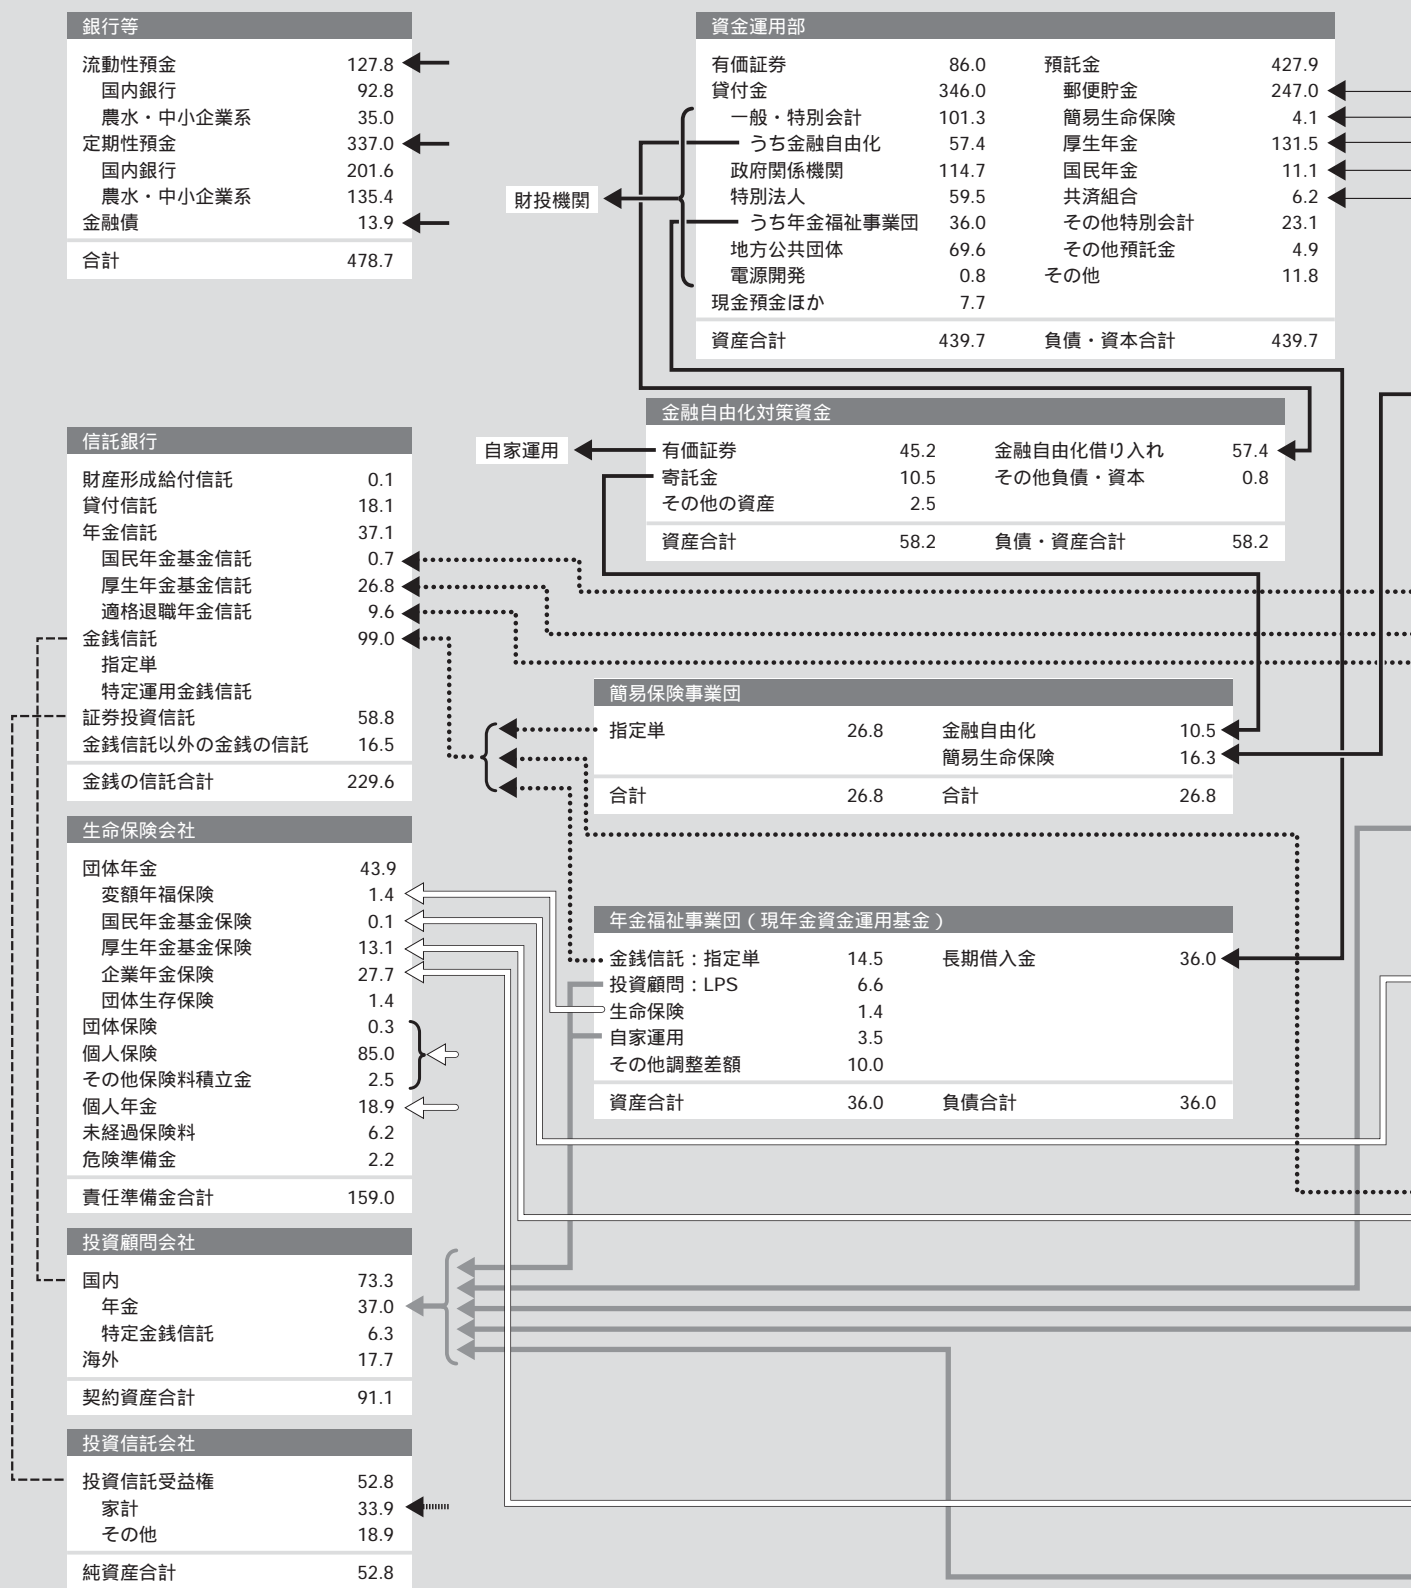 銀行等
流動性預金 127.8
国内銀行 92.8
農水・中小企業系 35.0
定期性預金 337.0
国内銀行 201.6
農水・中小企業系 135.4
金融債 13.9
合計 478.7
資金運用部
有価証券 86.0 預託金 427.9
貸付金 346.0 郵便貯金 247.0
一般・特別会計 101.3 簡易生命保険 4.1
うち金融自由化 57.4 厚生年金 131.5
政府関係機関 114.7 国民年金 11.1
特別法人 59.5 共済組合 6.2
うち年金福祉事業団 36.0 その他特別会計 23.1
地方公共団体 69.6 その他預託金 4.9
電源開発 0.8 その他 11.8
現金預金ほか 7.7
資産合計 439.7 負債・資本合計 439.7
財投機関
金融自由化対策資金
有価証券 45.2 金融自由化借り入れ 57.4
寄託金 10.5 その他負債・資本 0.8
その他の資産 2.5
資産合計 58.2 負債・資産合計 58.2
自家運用
信託銀行
財産形成給付信託 0.1
貸付信託 18.1
年金信託 37.1
国民年金基金信託 0.7
厚生年金基金信託 26.8
適格退職年金信託 9.6
金銭信託 99.0
指定単
特定運用金銭信託
証券投資信託 58.8
金銭信託以外の金銭の信託 16.5
金銭の信託合計 229.6
簡易保険事業団
指定単 26.8 金融自由化 10.5
簡易生命保険 16.3
合計 26.8 合計 26.8
生命保険会社
団体年金 43.9
変額年福保険 1.4
国民年金基金保険 0.1
厚生年金基金保険 13.1
企業年金保険 27.7
団体生存保険 1.4
団体保険 0.3
個人保険 85.0
その他保険料積立金 2.5
個人年金 18.9
未経過保険料 6.2
危険準備金 2.2
責任準備金合計 159.0
年金福祉事業団(現年金資金運用基金)
金銭信託:指定単 14.5 長期借入金 36.0
投資顧問:LPS 6.6
生命保険 1.4
自家運用 3.5
その他調整差額 10.0
資産合計 36.0 負債合計 36.0
投資顧問会社
国内 73.3
年金 37.0
特定金銭信託 6.3
海外 17.7
契約資産合計 91.1
投資信託会社
投資信託受益権 52.8
家計 33.9
その他 18.9
純資産合計 52.8